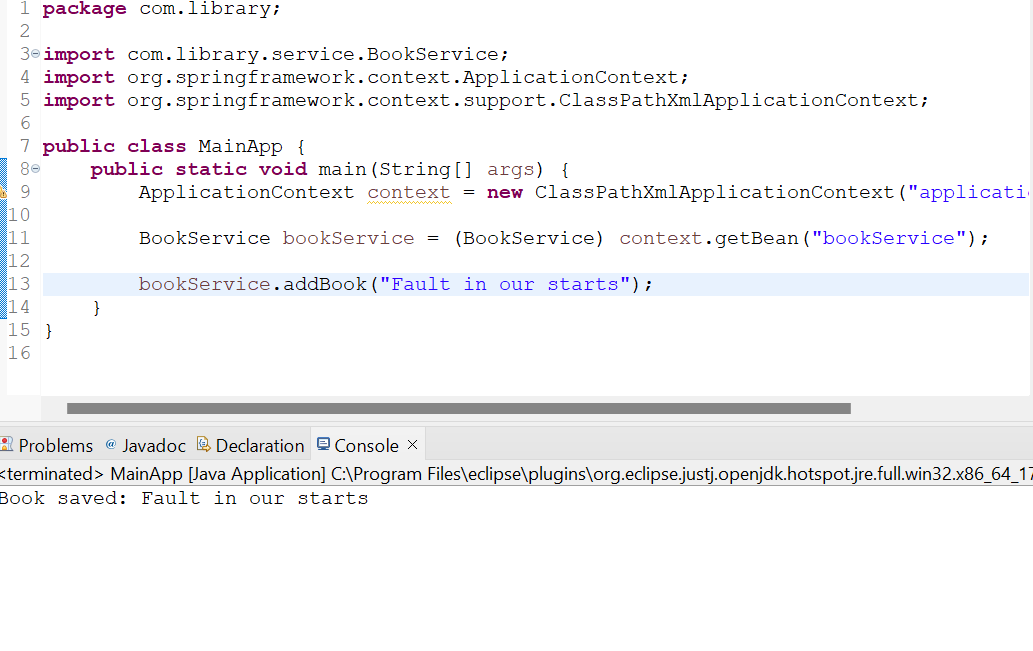 1 package com.library;
2
3 import com.library.service.BookService;
4 import org.springframework.context.ApplicationContext;
5 import org.springframework.context.support.ClassPathXmlApplicationContext;
6
7 public class MainApp {
8 public static void main(String[] args) {
9 ApplicationContext context = new ClassPathXmlApplicationContext("applicati
10
11 BookService bookService = (BookService) context.getBean("bookService");
12
13 bookService.addBook("Fault in our starts");
14 }
15 }
16
Problems @ Javadoc Declaration Console
<terminated> MainApp [Java Application] C:\Program Files\eclipse\plugins\org.eclipse.justj.openjdk.hotspot.jre.full.win32.x86_64_17
Book saved: Fault in our starts